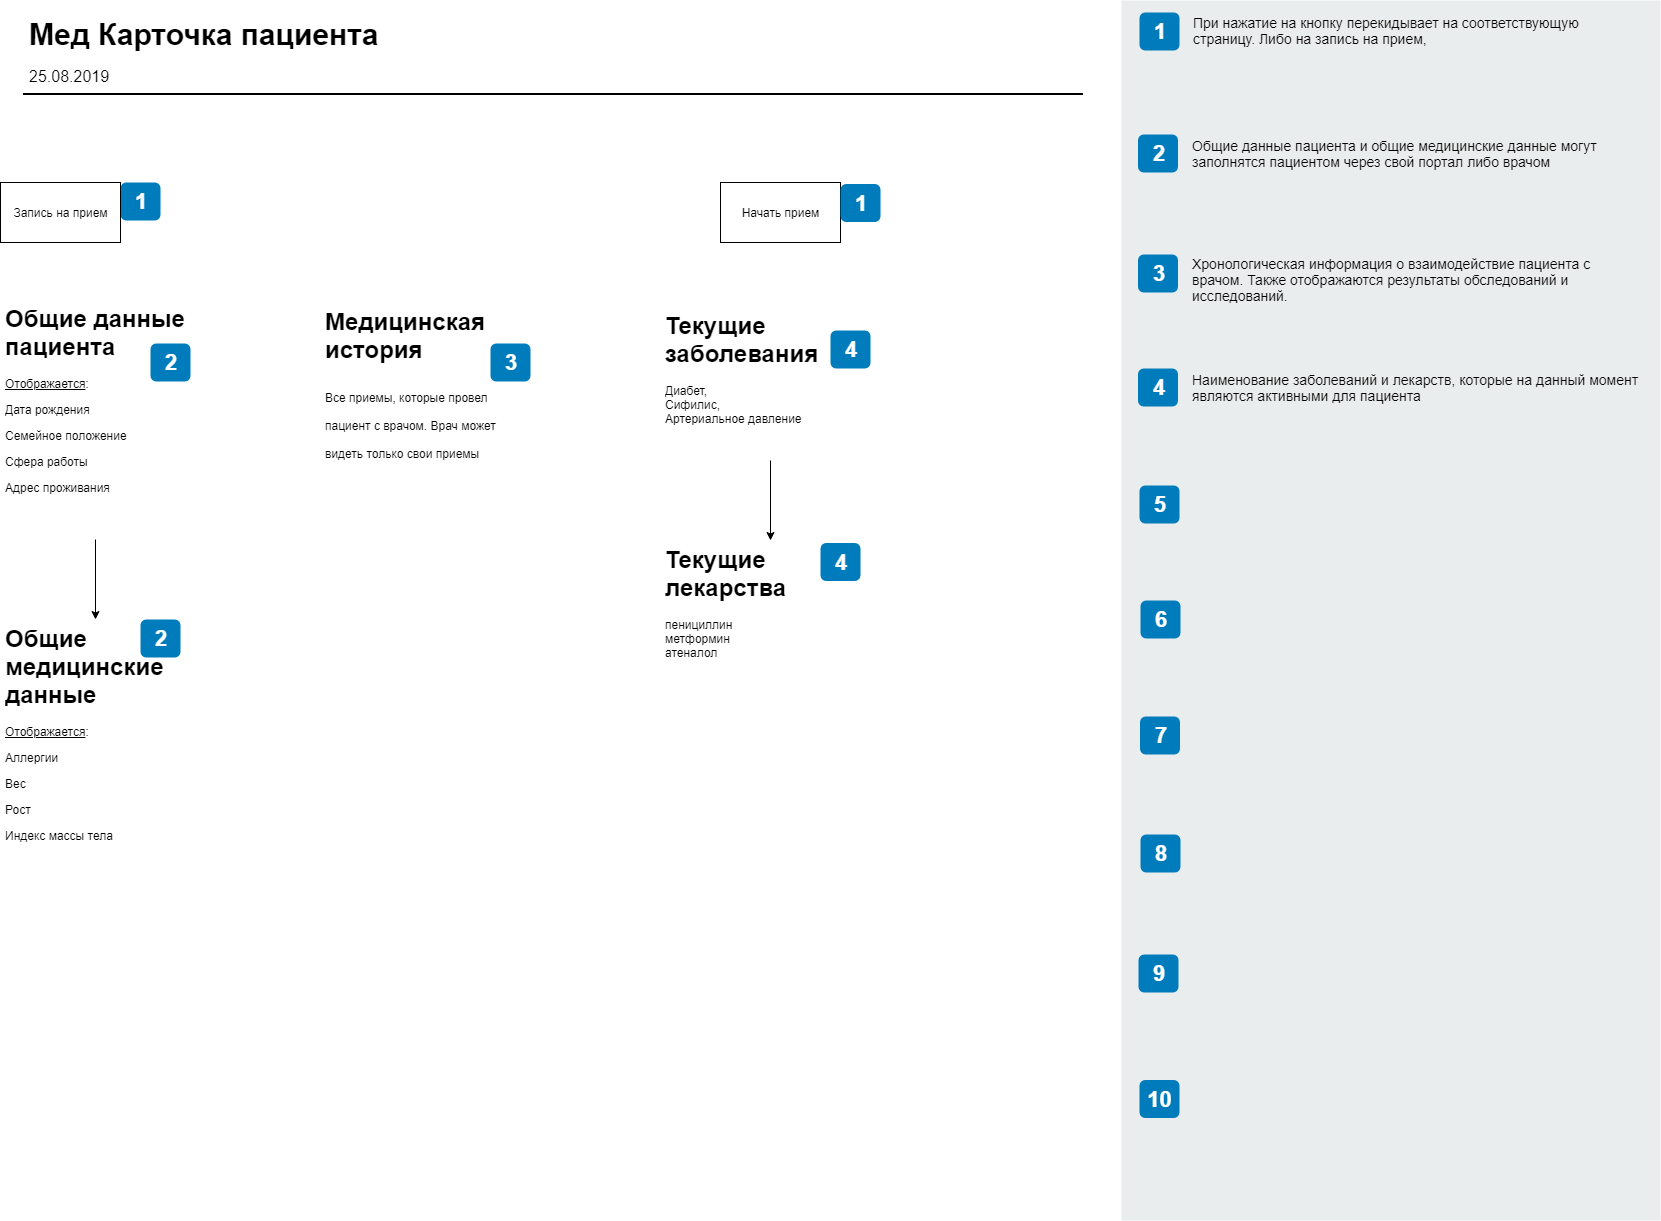 Мед Карточка пациента
25.08.2019
Запись на прием
1
Начать прием
1
Общие данные
пациента
2
Отображается:
Дата рождения
Семейное положение
Сфера работы
Адрес проживания
Общие
медицинские
данные
2
Отображается:
Аллергии
Вес
Рост
Индекс массы тела
Медицинская
история
3
Все приемы, которые провел
пациент с врачом. Врач может
видеть только свои приемы
Текущие
заболевания
4
Диабет,
Сифилис,
Артериальное давление
Текущие
лекарства
4
пенициллин
метформин
атеналол
1
При нажатие на кнопку перекидывает на соответствующую
страницу. Либо на запись на прием,
2
Общие данные пациента и общие медицинские данные могут
заполнятся пациентом через свой портал либо врачом
3
Хронологическая информация о взаимодействие пациента с
врачом. Также отображаются результаты обследований и
исследований.
4
Наименование заболеваний и лекарств, которые на данный момент
являются активными для пациента
5
6
7
8
9
10